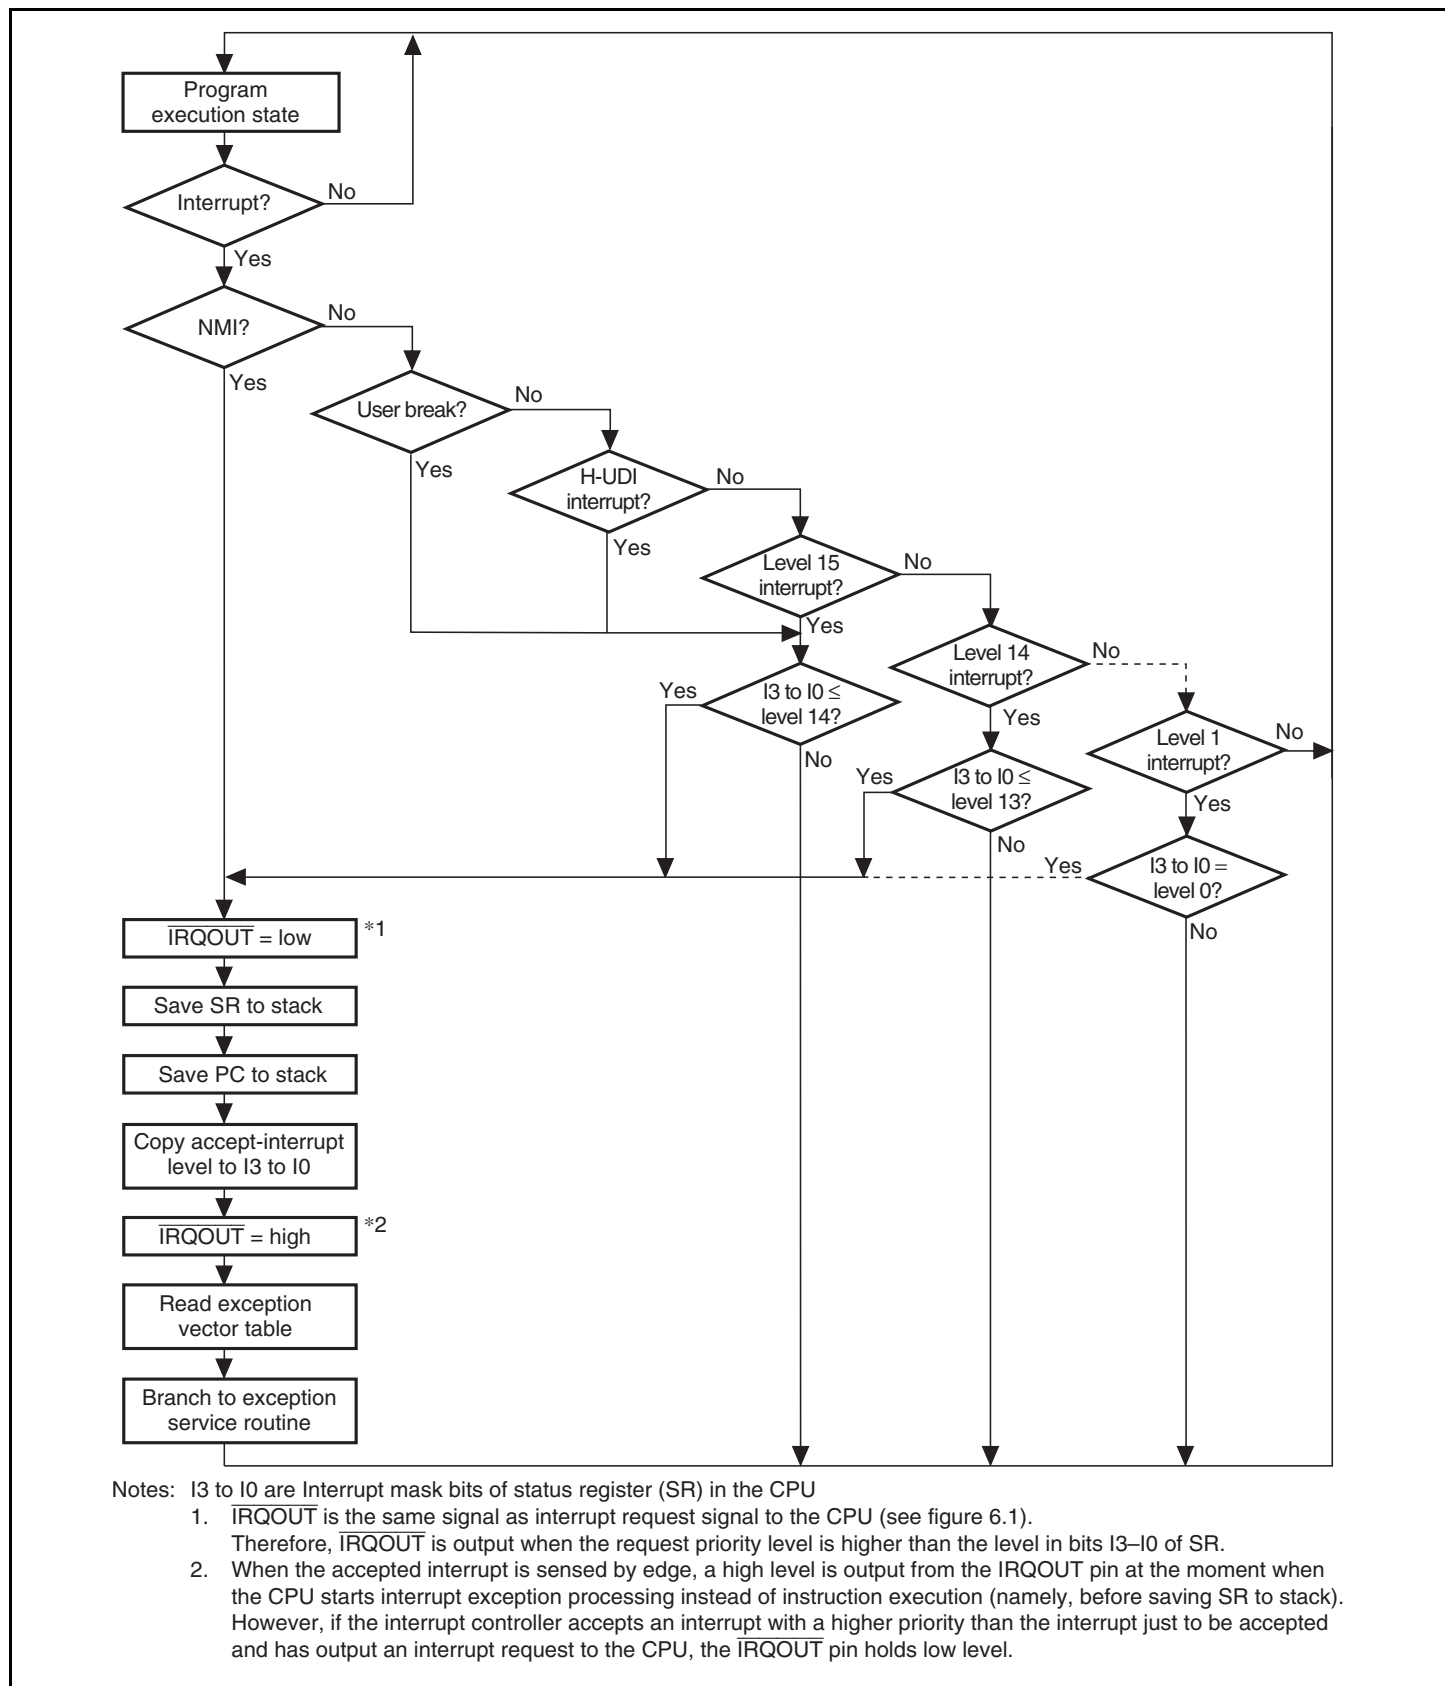 Program
execution state
Interrupt?
No
Yes
NMI?
No
Yes
User break?
No
Yes
H-UDI
interrupt?
No
Yes
Level 15
interrupt?
No
Yes
Level 14
interrupt?
No
Yes
I3 to I0 ≤
level 14?
Yes
No
Level 1
interrupt?
No
Yes
I3 to I0 ≤
level 13?
Yes
No
I3 to I0 =
level 0?
Yes
No
IRQOUT = low
*1
Save SR to stack
Save PC to stack
Copy accept-interrupt
level to I3 to I0
IRQOUT = high
*2
Read exception
vector table
Branch to exception
service routine
Notes: I3 to I0 are Interrupt mask bits of status register (SR) in the CPU
1. IRQOUT is the same signal as interrupt request signal to the CPU (see figure 6.1).
Therefore, IRQOUT is output when the request priority level is higher than the level in bits I3–I0 of SR.
2. When the accepted interrupt is sensed by edge, a high level is output from the IRQOUT pin at the moment when
the CPU starts interrupt exception processing instead of instruction execution (namely, before saving SR to stack).
However, if the interrupt controller accepts an interrupt with a higher priority than the interrupt just to be accepted
and has output an interrupt request to the CPU, the IRQOUT pin holds low level.